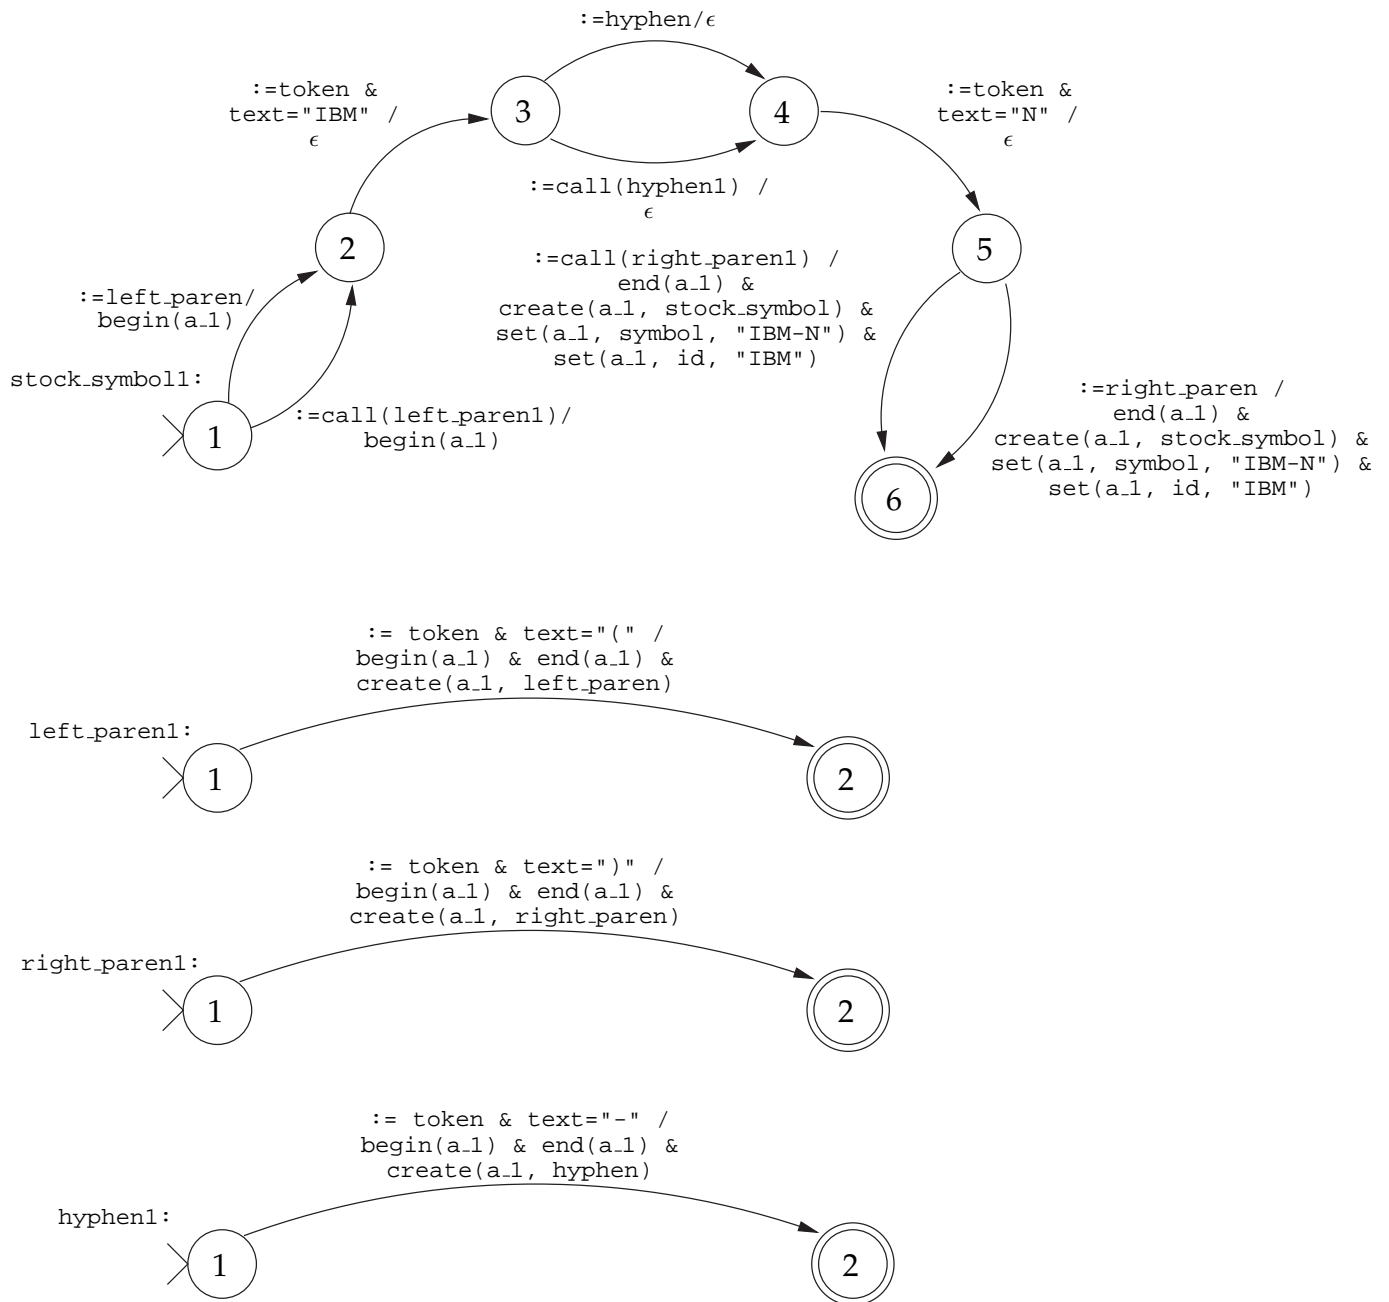 :=hyphen/ϵ
:=token &
text="IBM" /
ϵ
3
4
:=token &
text="N" /
ϵ
:=call(hyphen1) /
ϵ
2
5
:=call(right_paren1) /
end(a_1) &
create(a_1, stock_symbol) &
set(a_1, symbol, "IBM-N") &
set(a_1, id, "IBM")
:=left_paren/
begin(a_1)
stock_symbol1:
1
:=call(left_paren1)/
begin(a_1)
:=right_paren /
end(a_1) &
create(a_1, stock_symbol) &
set(a_1, symbol, "IBM-N") &
set(a_1, id, "IBM")
6
:= token & text="(" /
begin(a_1) & end(a_1) &
create(a_1, left_paren)
left_paren1:
1
2
:= token & text=")" /
begin(a_1) & end(a_1) &
create(a_1, right_paren)
right_paren1:
1
2
:= token & text="-" /
begin(a_1) & end(a_1) &
create(a_1, hyphen)
hyphen1:
1
2